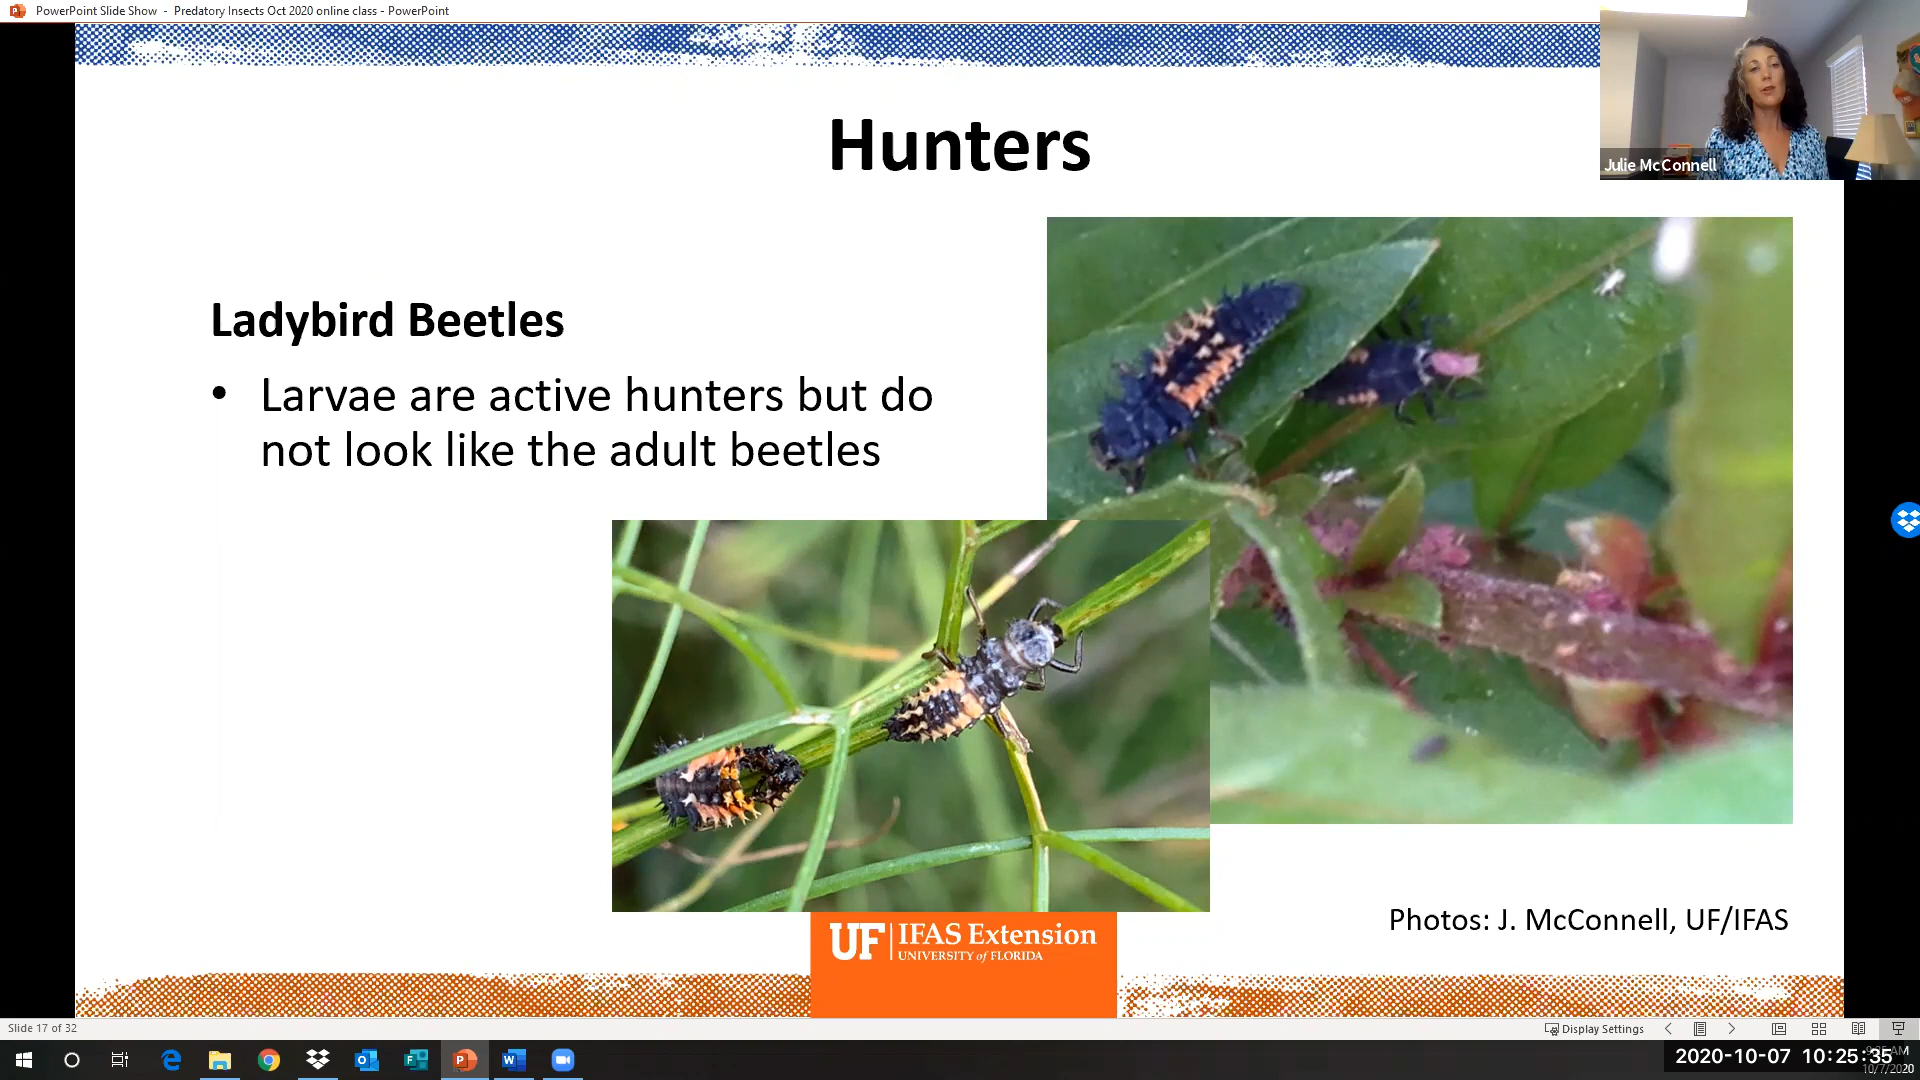 PowerPoint Slide Show - Predatory Insects Oct 2020 online class - PowerPoint
Julie McConnell
Hunters
Ladybird Beetles
• Larvae are active hunters but do
not look like the adult beetles
Photos: J. McConnell, UF/IFAS
UF | IFAS Extension
UNIVERSITY of FLORIDA
Slide 17 of 32
Display Settings
2020-10-07 10:25:35
10/7/2020